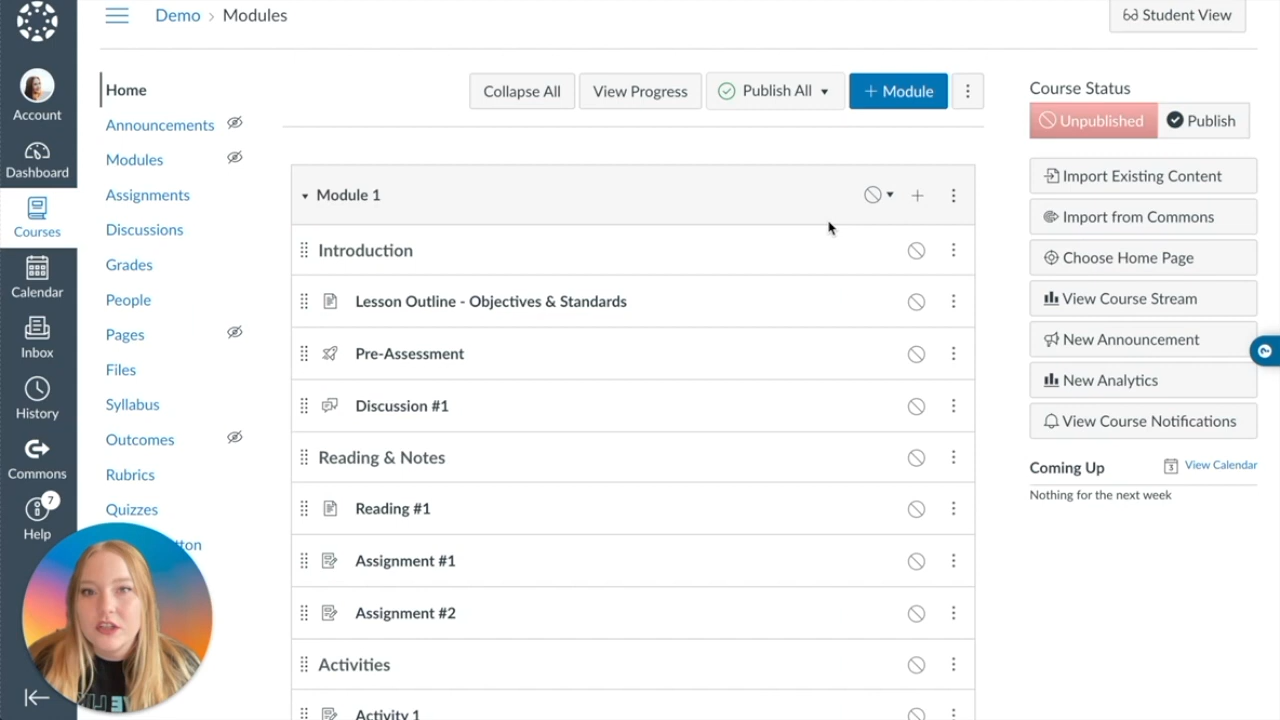 Demo › Modules
Student View
Account
Dashboard
Courses
Calendar
Inbox
History
Commons
7
Help
Home
Announcements
Modules
Assignments
Discussions
Grades
People
Pages
Files
Syllabus
Outcomes
Rubrics
Quizzes
Collapse All
View Progress
Publish All
+ Module
Module 1
Introduction
Lesson Outline - Objectives & Standards
Pre-Assessment
Discussion #1
Reading & Notes
Reading #1
Assignment #1
Assignment #2
Activities
Activity 1
Course Status
Unpublished
Publish
Import Existing Content
Import from Commons
Choose Home Page
View Course Stream
New Announcement
New Analytics
View Course Notifications
Coming Up
3
View Calendar
Nothing for the next week